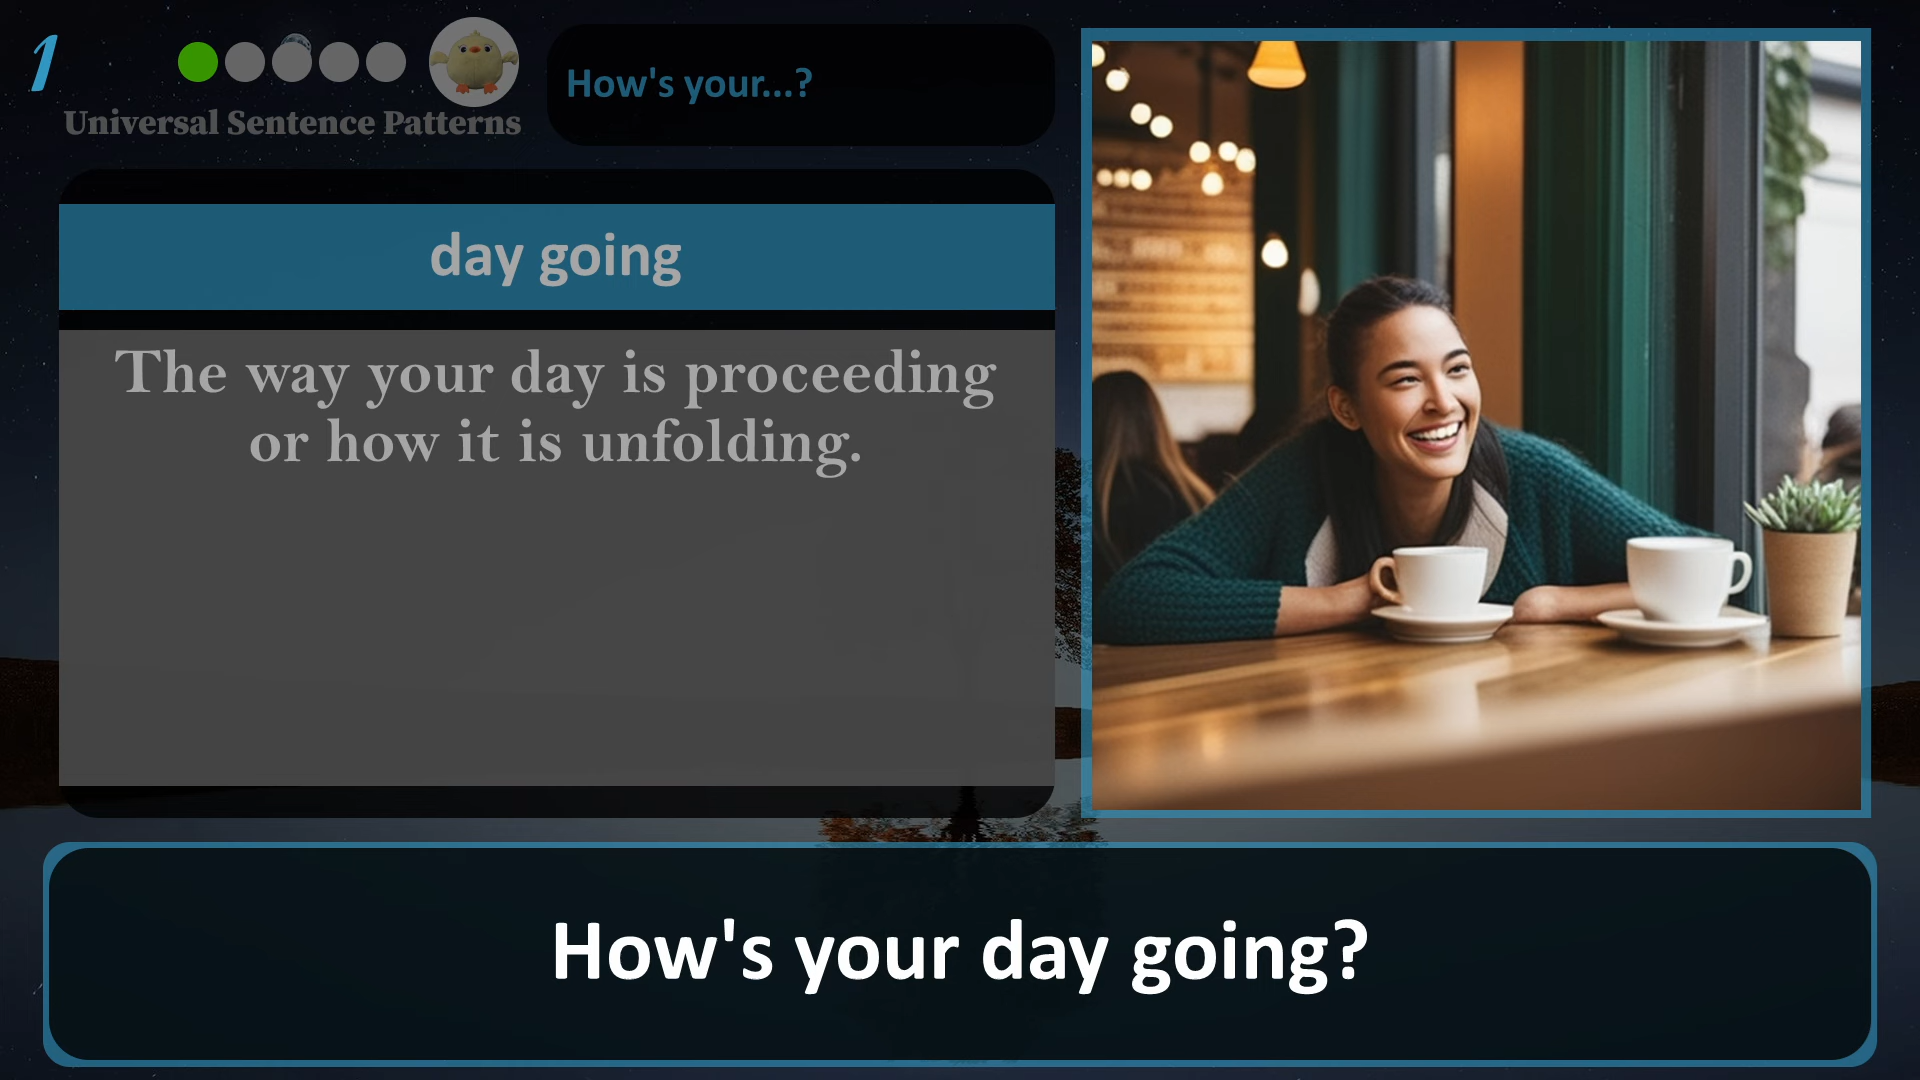 1
Universal Sentence Patterns
How's your...?
day going
The way your day is proceeding
or how it is unfolding.
How's your day going?